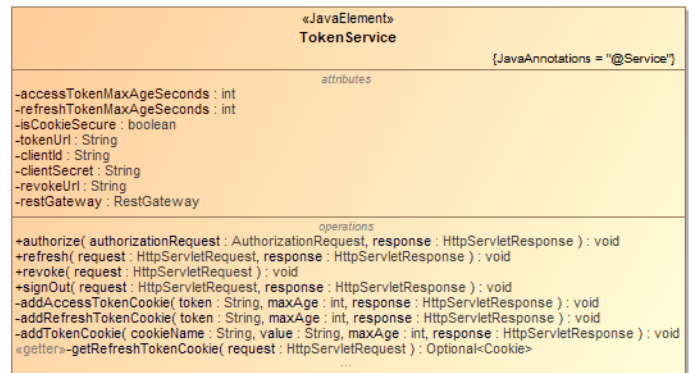 «JavaElement»
TokenService
{JavaAnnotations = "@Service"}
attributes
-accessTokenMaxAgeSeconds : int
-refreshTokenMaxAgeSeconds : int
-isCookieSecure : boolean
-tokenUrl : String
-clientId : String
-clientSecret : String
-revokeUrl : String
-restGateway : RestGateway
operations
+authorize( authorizationRequest : AuthorizationRequest, response : HttpServletResponse ) : void
+refresh( request : HttpServletRequest, response : HttpServletResponse ) : void
+revoke( request : HttpServletRequest ) : void
+signOut( request : HttpServletRequest, response : HttpServletResponse ) : void
-addAccessTokenCookie( token : String, maxAge : int, response : HttpServletResponse ) : void
-addRefreshTokenCookie( token : String, maxAge : int, response : HttpServletResponse ) : void
-addTokenCookie( cookieName : String, value : String, maxAge : int, response : HttpServletResponse ) : void
«getter»-getRefreshTokenCookie( request : HttpServletRequest ) : Optional<Cookie>
...